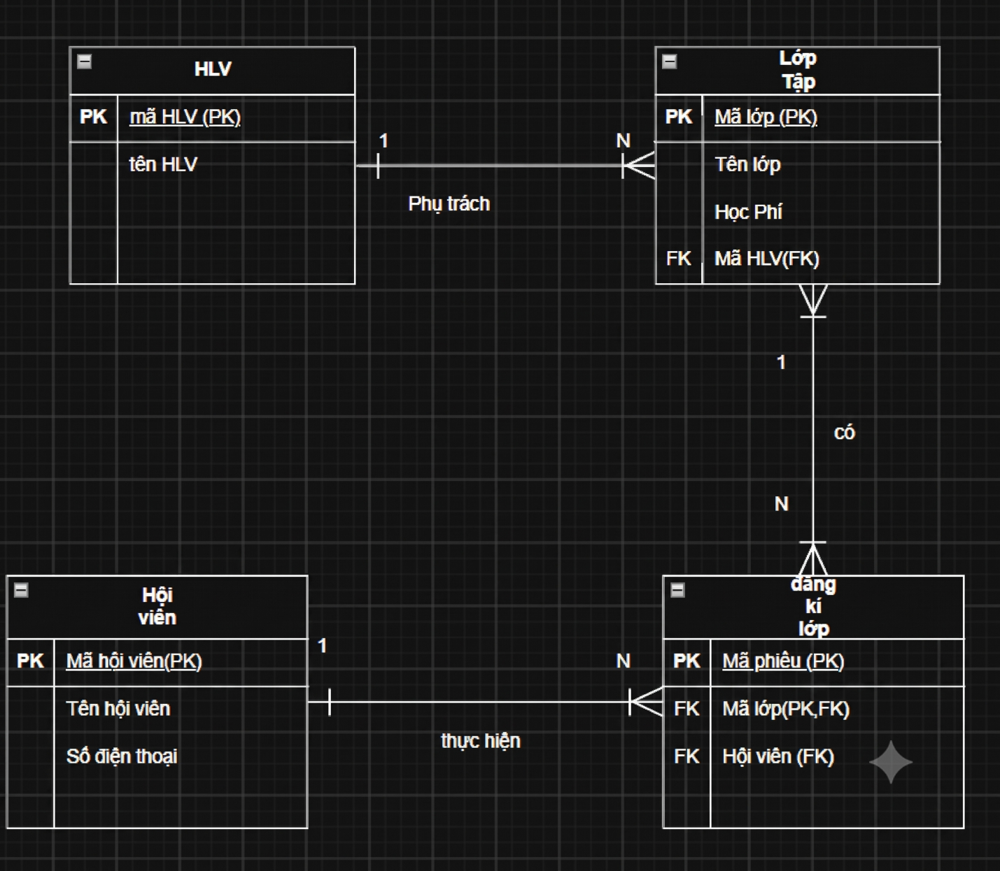 HLV
PK mã HLV (PK)
tên HLV
1
N
Phụ trách
Lớp
Tập
PK Mã lớp (PK)
Tên lớp
Học Phí
FK Mã HLV(FK)
1
có
N
Hội
viên
PK Mã hội viên(PK)
Tên hội viên
Số điện thoại
1
N
thực hiện
đăng
kí
lớp
PK Mã phiếu (PK)
FK Mã lớp(PK,FK)
FK Hội viên (FK)